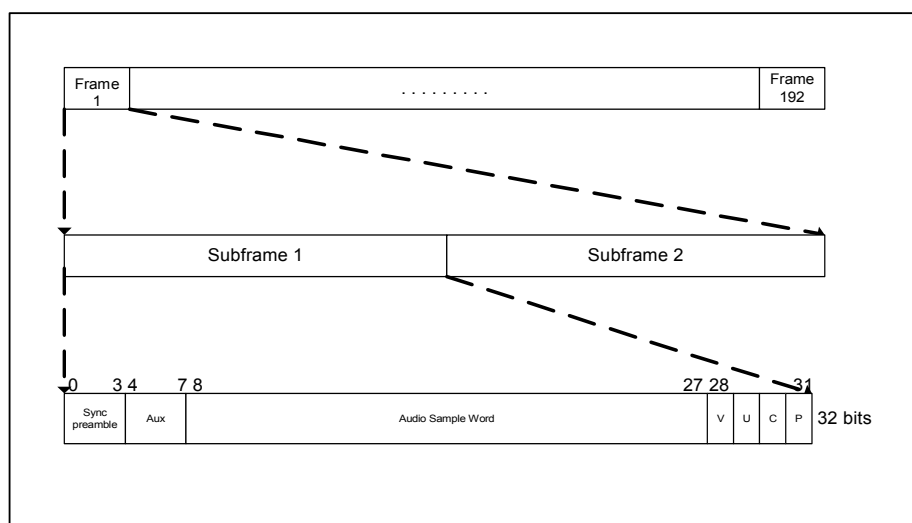 Frame 1
. . . . . . . . .
Frame 192
Subframe 1
Subframe 2
0 3 4 7 8 27 28 31
Sync preamble
Aux
Audio Sample Word
V
U
C
P
32 bits